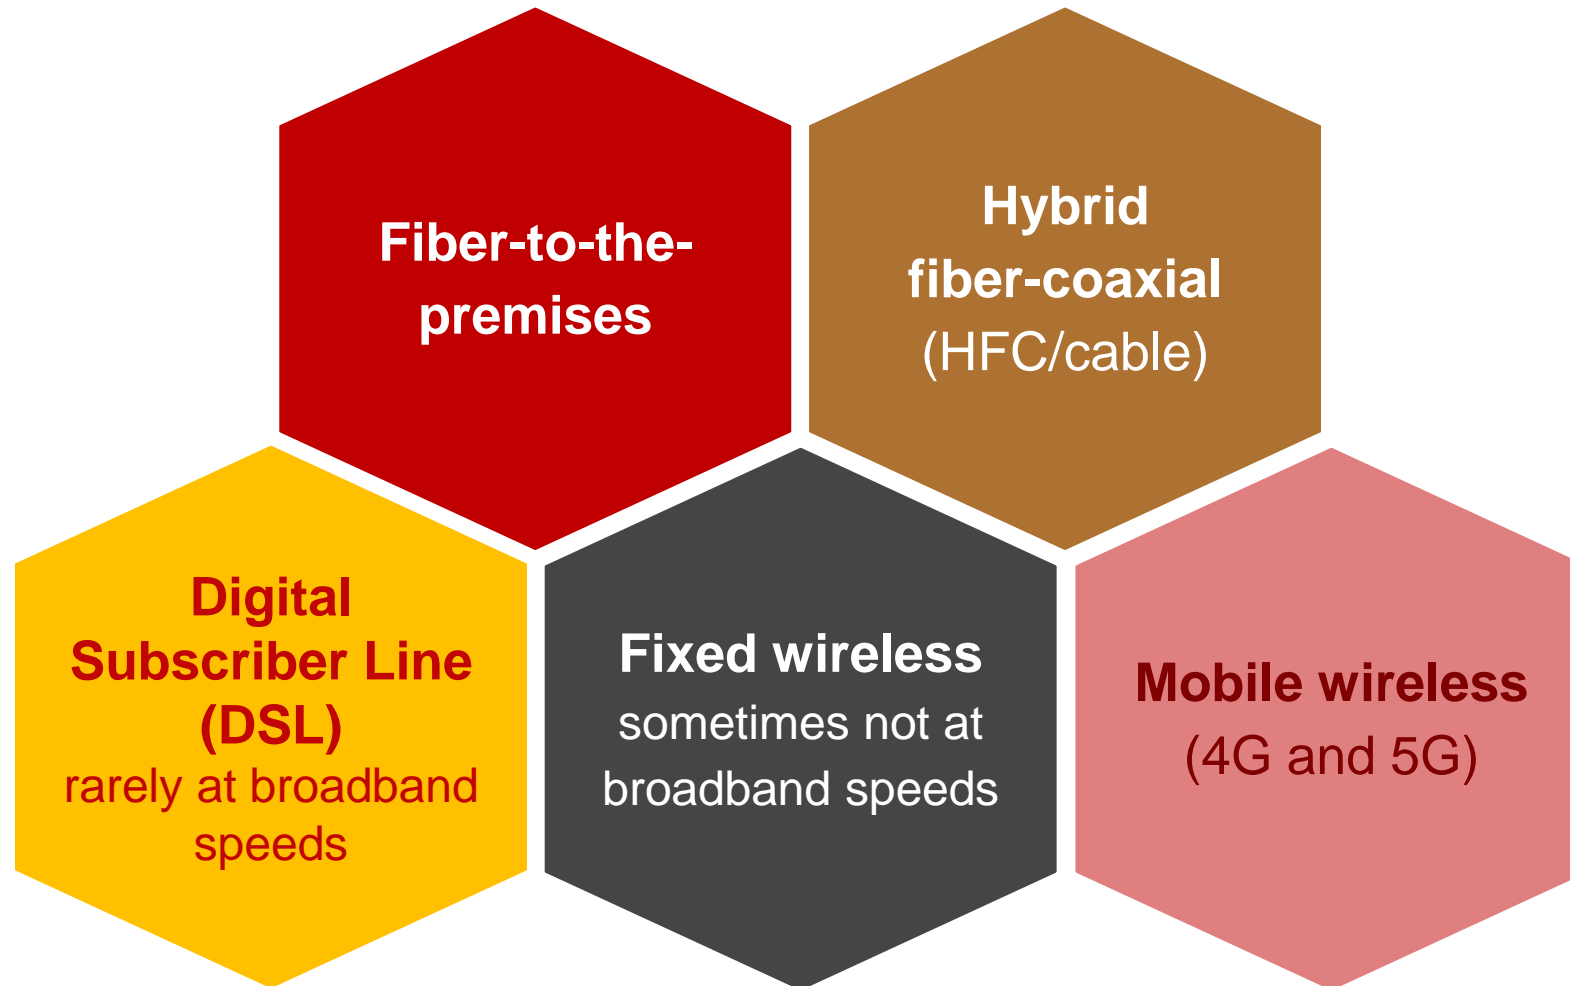 Fiber-to-the-
premises
Hybrid
fiber-coaxial
(HFC/cable)
Digital
Subscriber Line
(DSL)
rarely at broadband
speeds
Fixed wireless
sometimes not at
broadband speeds
Mobile wireless
(4G and 5G)